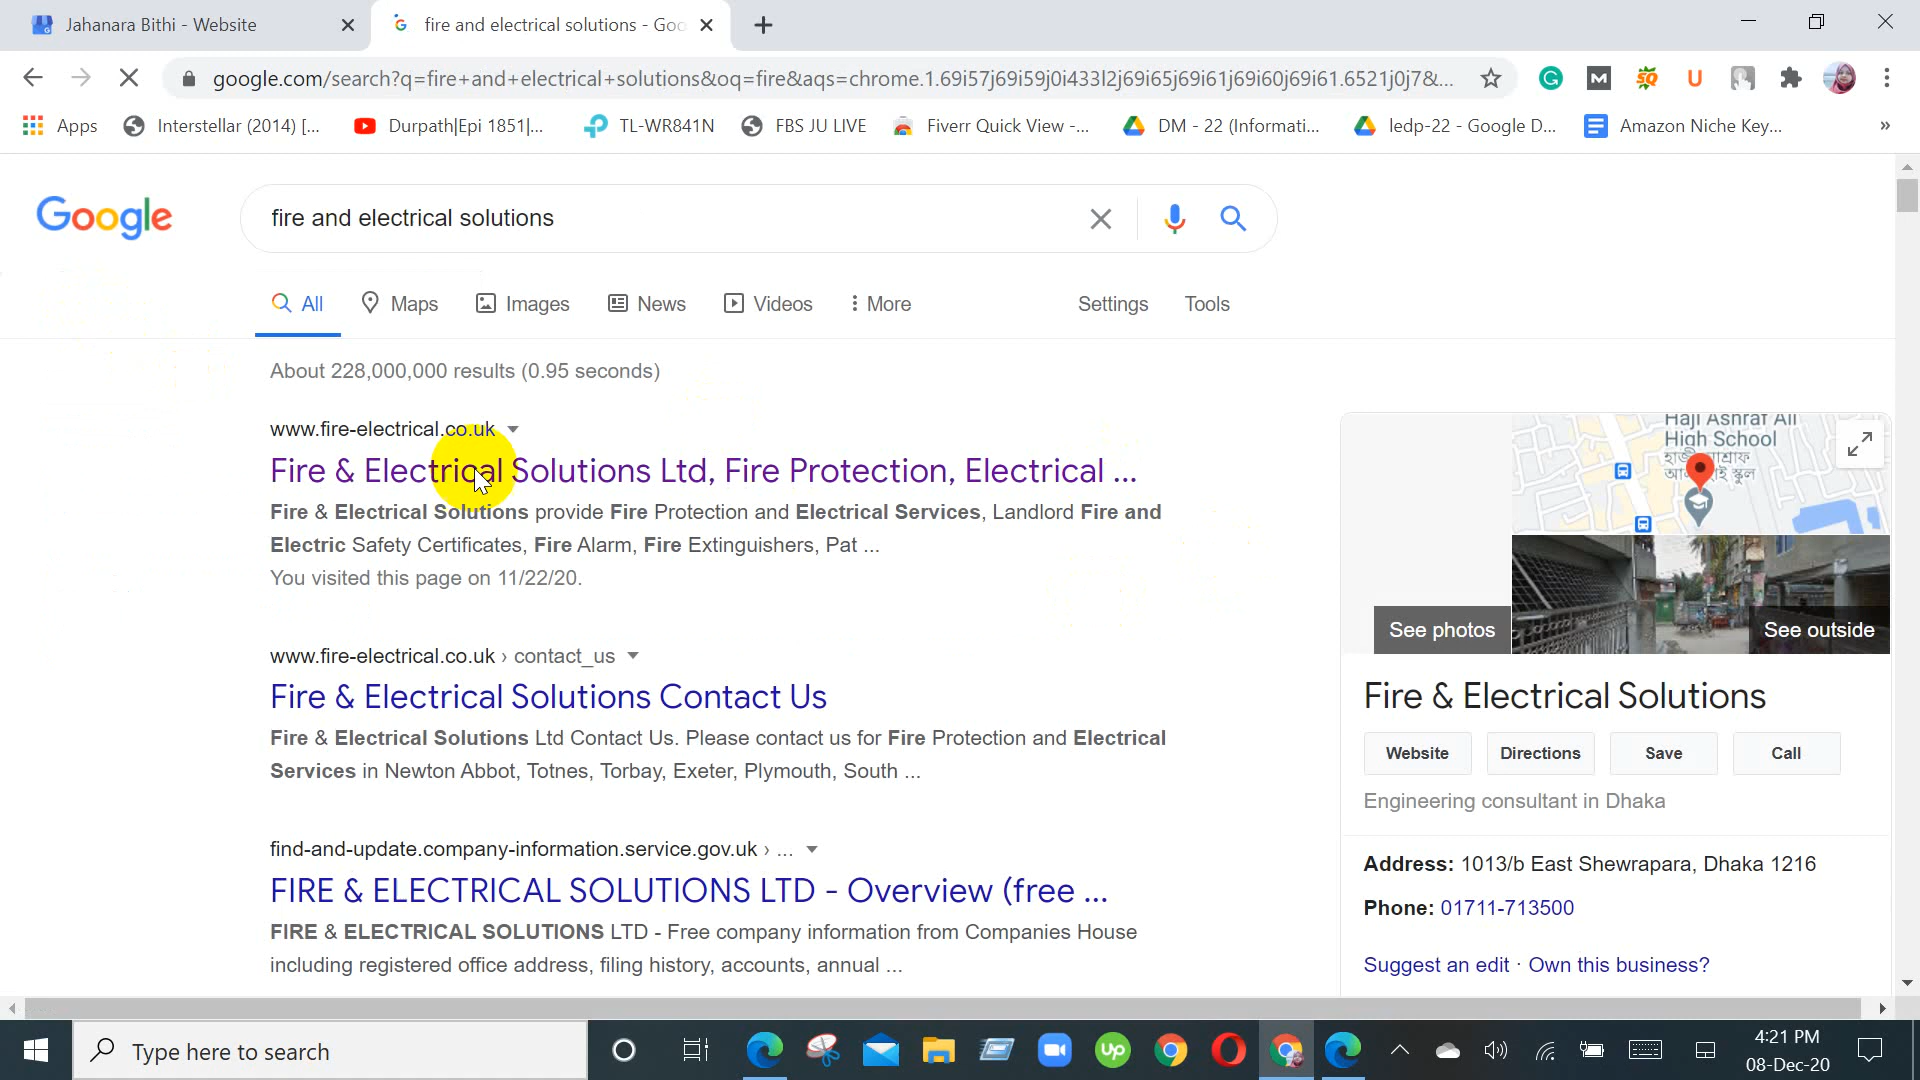 Jahanara Bithi - Website
fire and electrical solutions - Goo
google.com/search?q=fire+and+electrical+solutions&oq=fire&aqs=chrome.1.69i57j69i59j0i433l2j69i65j69i61j69i60j69i61.6521j0j7&...
Apps
Interstellar (2014) [...
Durpath|Epi 1851|...
TL-WR841N
FBS JU LIVE
Fiverr Quick View -...
DM - 22 (Informati...
ledp-22 - Google D...
Amazon Niche Key...
»
Google
fire and electrical solutions
All
Maps
Images
News
Videos
More
Settings
Tools
About 228,000,000 results (0.95 seconds)
www.fire-electrical.co.uk
Fire & Electrical Solutions Ltd, Fire Protection, Electrical ...
Fire & Electrical Solutions provide Fire Protection and Electrical Services, Landlord Fire and
Electric Safety Certificates, Fire Alarm, Fire Extinguishers, Pat ...
You visited this page on 11/22/20.
www.fire-electrical.co.uk › contact_us
Fire & Electrical Solutions Contact Us
Fire & Electrical Solutions Ltd Contact Us. Please contact us for Fire Protection and Electrical
Services in Newton Abbot, Totnes, Torbay, Exeter, Plymouth, South ...
find-and-update.company-information.service.gov.uk › ...
FIRE & ELECTRICAL SOLUTIONS LTD - Overview (free ...
FIRE & ELECTRICAL SOLUTIONS LTD - Free company information from Companies House
including registered office address, filing history, accounts, annual ...
Haji Ashraf Ali
High School
See photos
See outside
Fire & Electrical Solutions
Website
Directions
Save
Call
Engineering consultant in Dhaka
Address: 1013/b East Shewrapara, Dhaka 1216
Phone: 01711-713500
Suggest an edit · Own this business?
Type here to search
4:21 PM
08-Dec-20